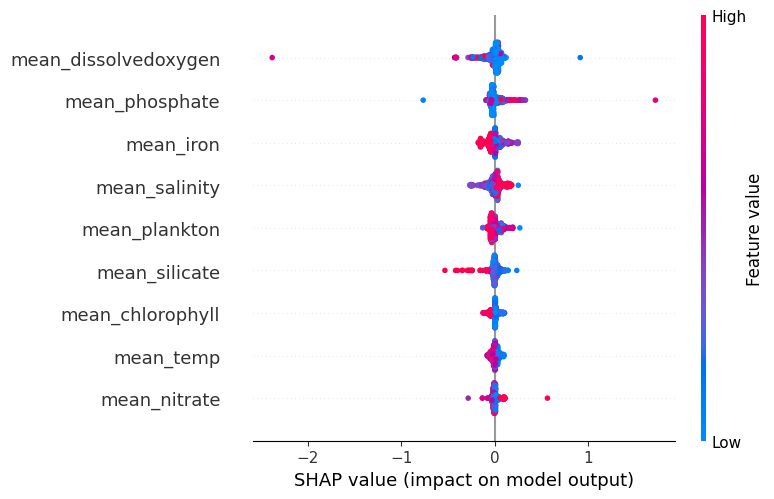 High
mean_dissolvedoxygen
mean_phosphate
mean_iron
mean_salinity
mean_plankton
mean_silicate
mean_chlorophyll
mean_temp
mean_nitrate
Low
Feature value
−2
−1
0
1
SHAP value (impact on model output)